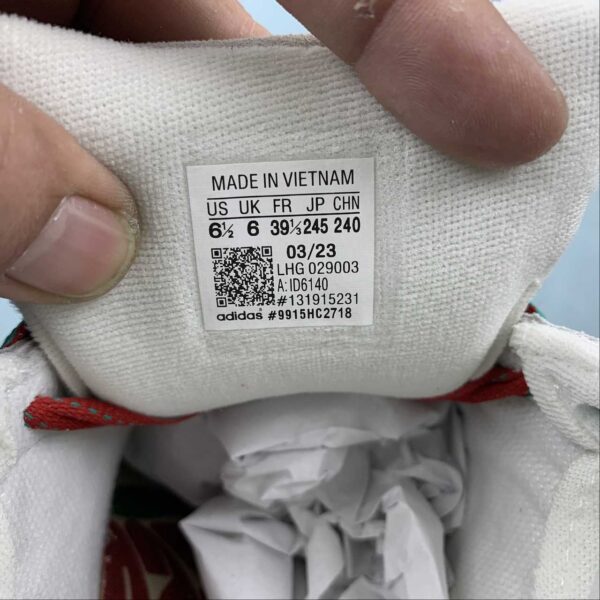 MADE IN VIETNAM
US UK FR JP CHN
6½ 6 39⅓ 245 240
03/23
LHG 029003
A: ID6140
#131915231
adidas® #9915HC2718